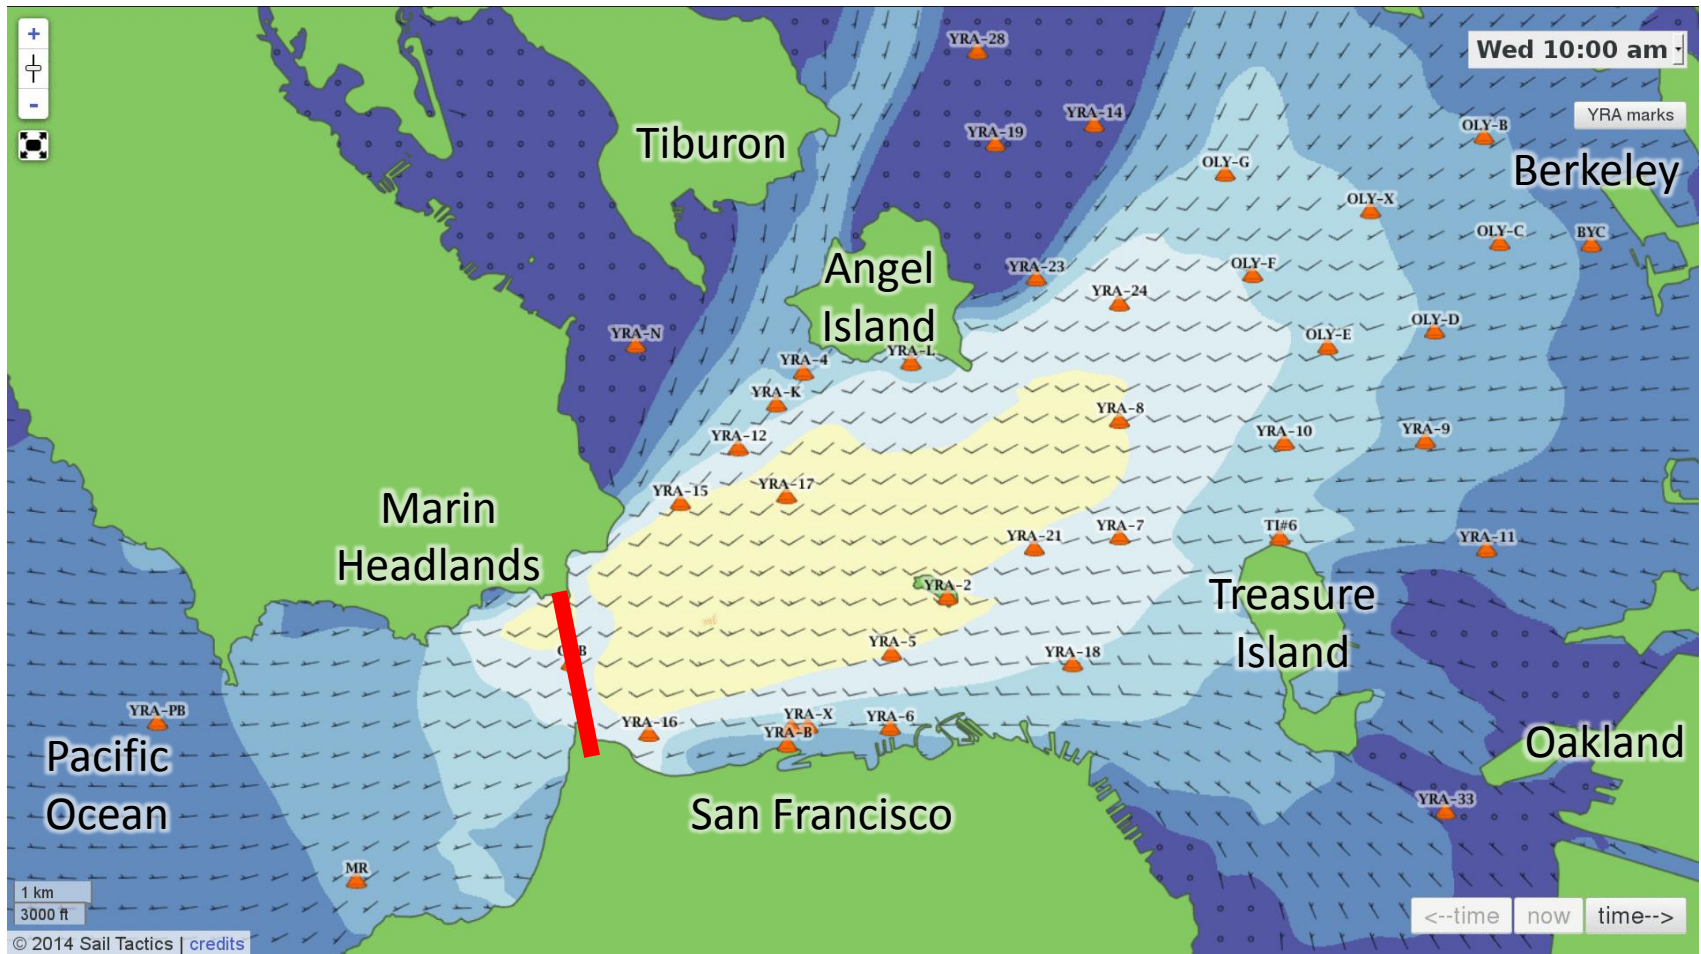 +
-
Wed 10:00 am
YRA marks
YRA-28
YRA-14
YRA-19
Tiburon
OLY-B
OLY-G
Berkeley
OLY-X
OLY-C
BYC
Angel
Island
YRA-23
OLY-F
YRA-24
YRA-N
OLY-D
OLY-E
YRA-L
YRA-4
YRA-K
YRA-8
YRA-12
YRA-10
YRA-9
YRA-17
YRA-15
Marin
Headlands
YRA-21
YRA-7
TI#6
YRA-11
YRA-2
Treasure
Island
YRA-5
YRA-18
YRA-PB
YRA-16
YRA-X
YRA-6
YRA-B
Pacific
Ocean
Oakland
San Francisco
YRA-33
MR
1 km
3000 ft
<--time
now
time-->
© 2014 Sail Tactics | credits